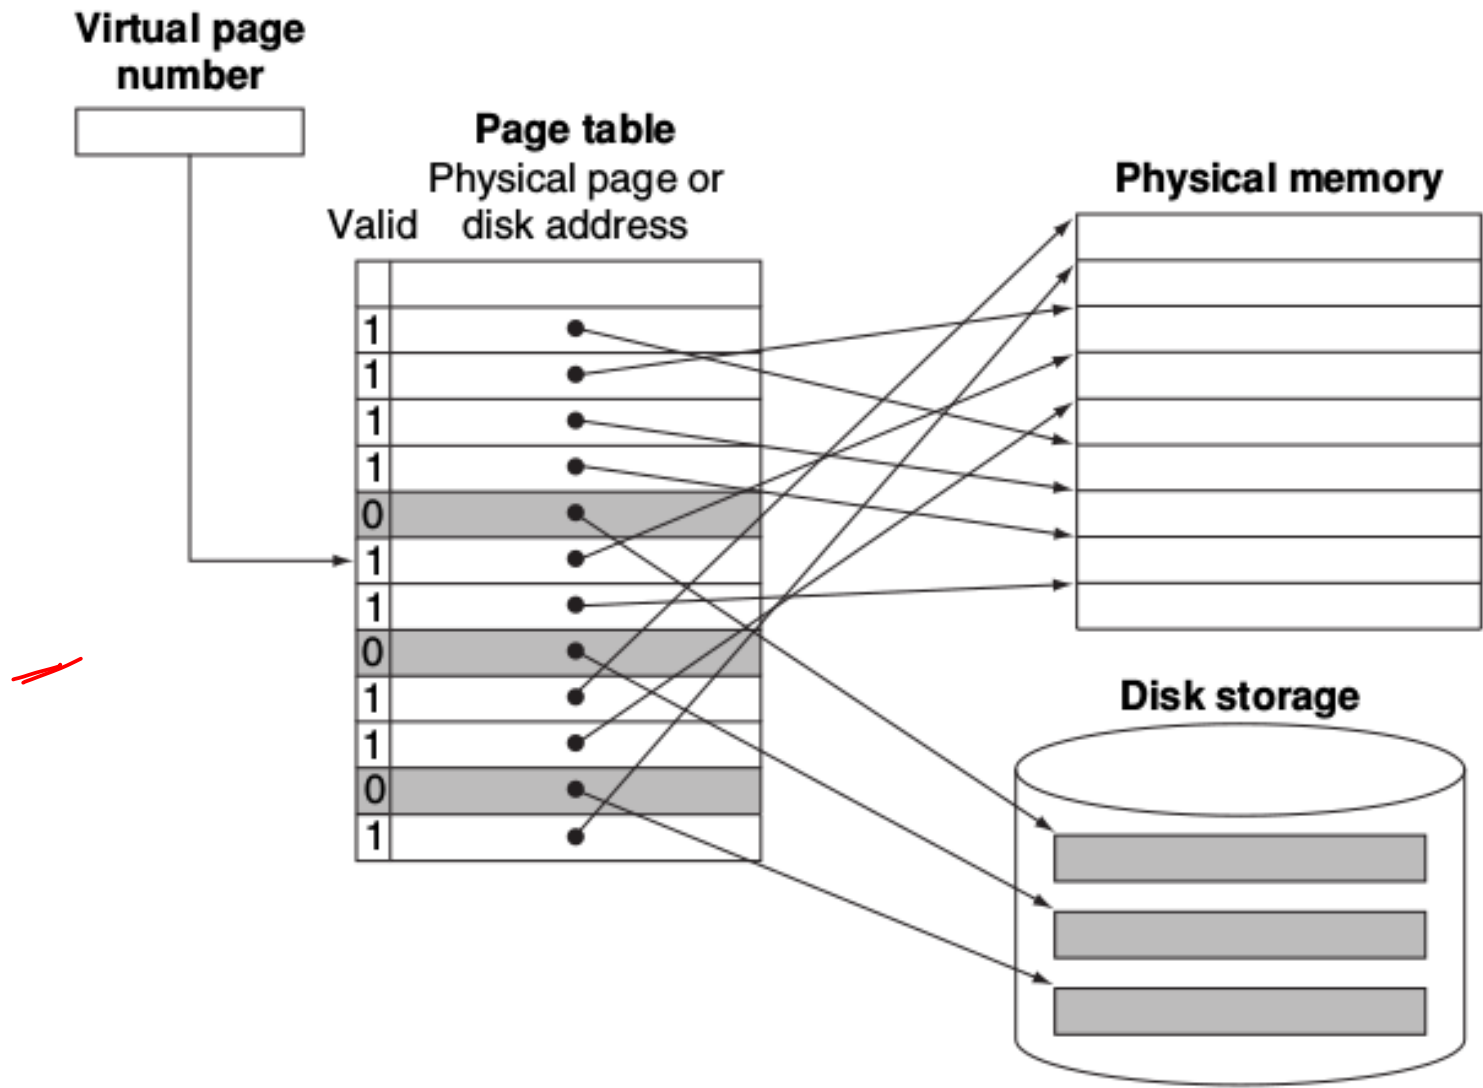 Virtual page
number
Page table
Physical page or
Valid disk address
Physical memory
1
1
1
1
0
1
1
0
1
1
0
1
Disk storage